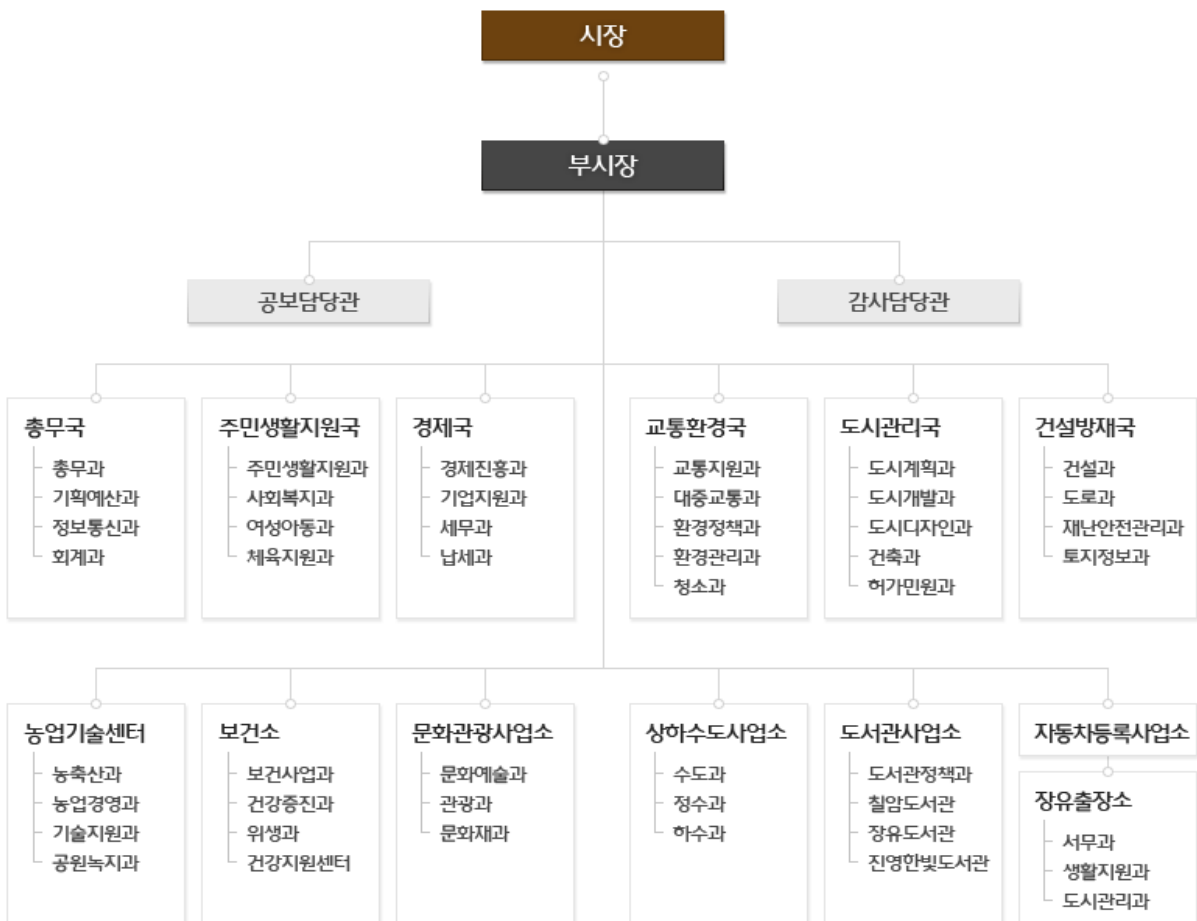 시장
부시장
공보담당관
감사담당관
총무국
총무과
기획예산과
정보통신과
회계과
주민생활지원국
주민생활지원과
사회복지과
여성아동과
체육지원과
경제국
경제진흥과
기업지원과
세무과
납세과
교통환경국
교통지원과
대중교통과
환경정책과
환경관리과
청소과
도시관리국
도시계획과
도시개발과
도시디자인과
건축과
허가민원과
건설방재국
건설과
도로과
재난안전관리과
토지정보과
농업기술센터
농축산과
농업경영과
기술지원과
공원녹지과
보건소
보건사업과
건강증진과
위생과
건강지원센터
문화관광사업소
문화예술과
관광과
문화재과
상하수도사업소
수도과
정수과
하수과
도서관사업소
도서관정책과
칠암도서관
장유도서관
진영한빛도서관
자동차등록사업소
장유출장소
서무과
생활지원과
도시관리과